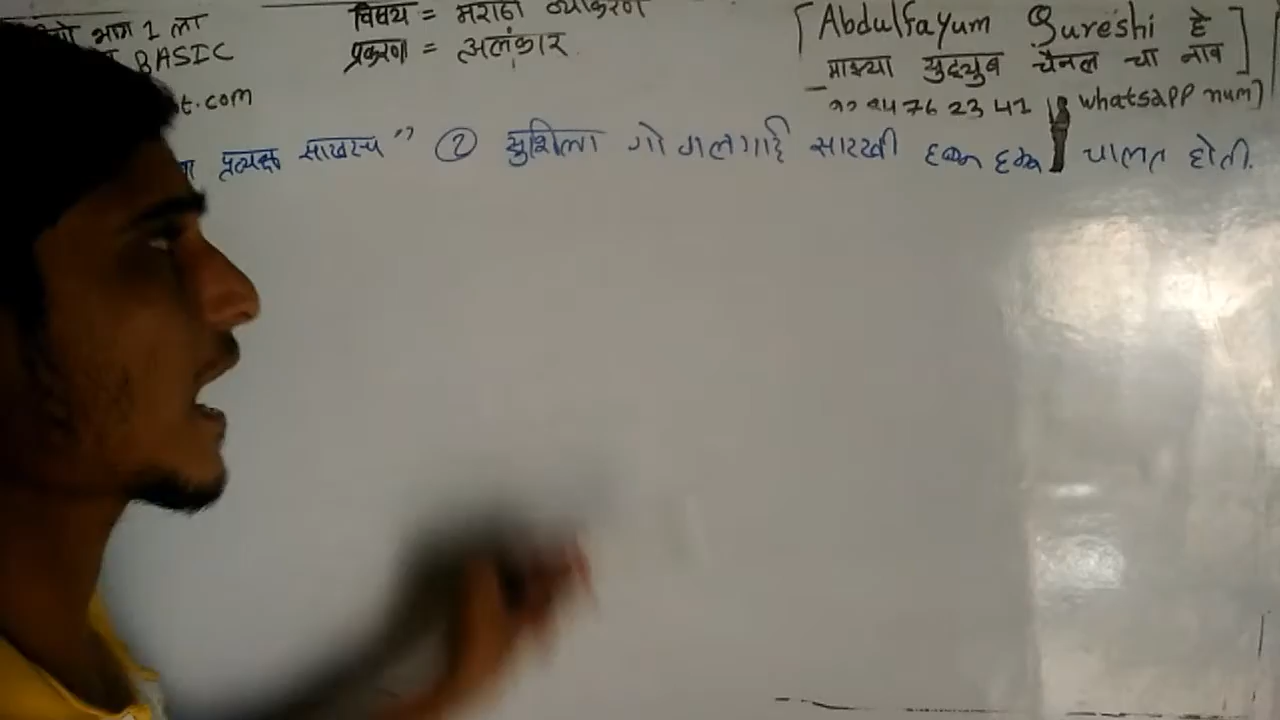 भाग 1 ला
विषय = मराठी व्याकरण
[Abdulfayum Qureshi हे
BASIC
प्रकरण = अलंकार
माझ्या युट्युब चॅनल चा नाव]
t.com
whatsapp num)
प्रत्यक्ष साखरच" ② सुशिला गोगलगाई सारखी हळू हळू चालत होती.